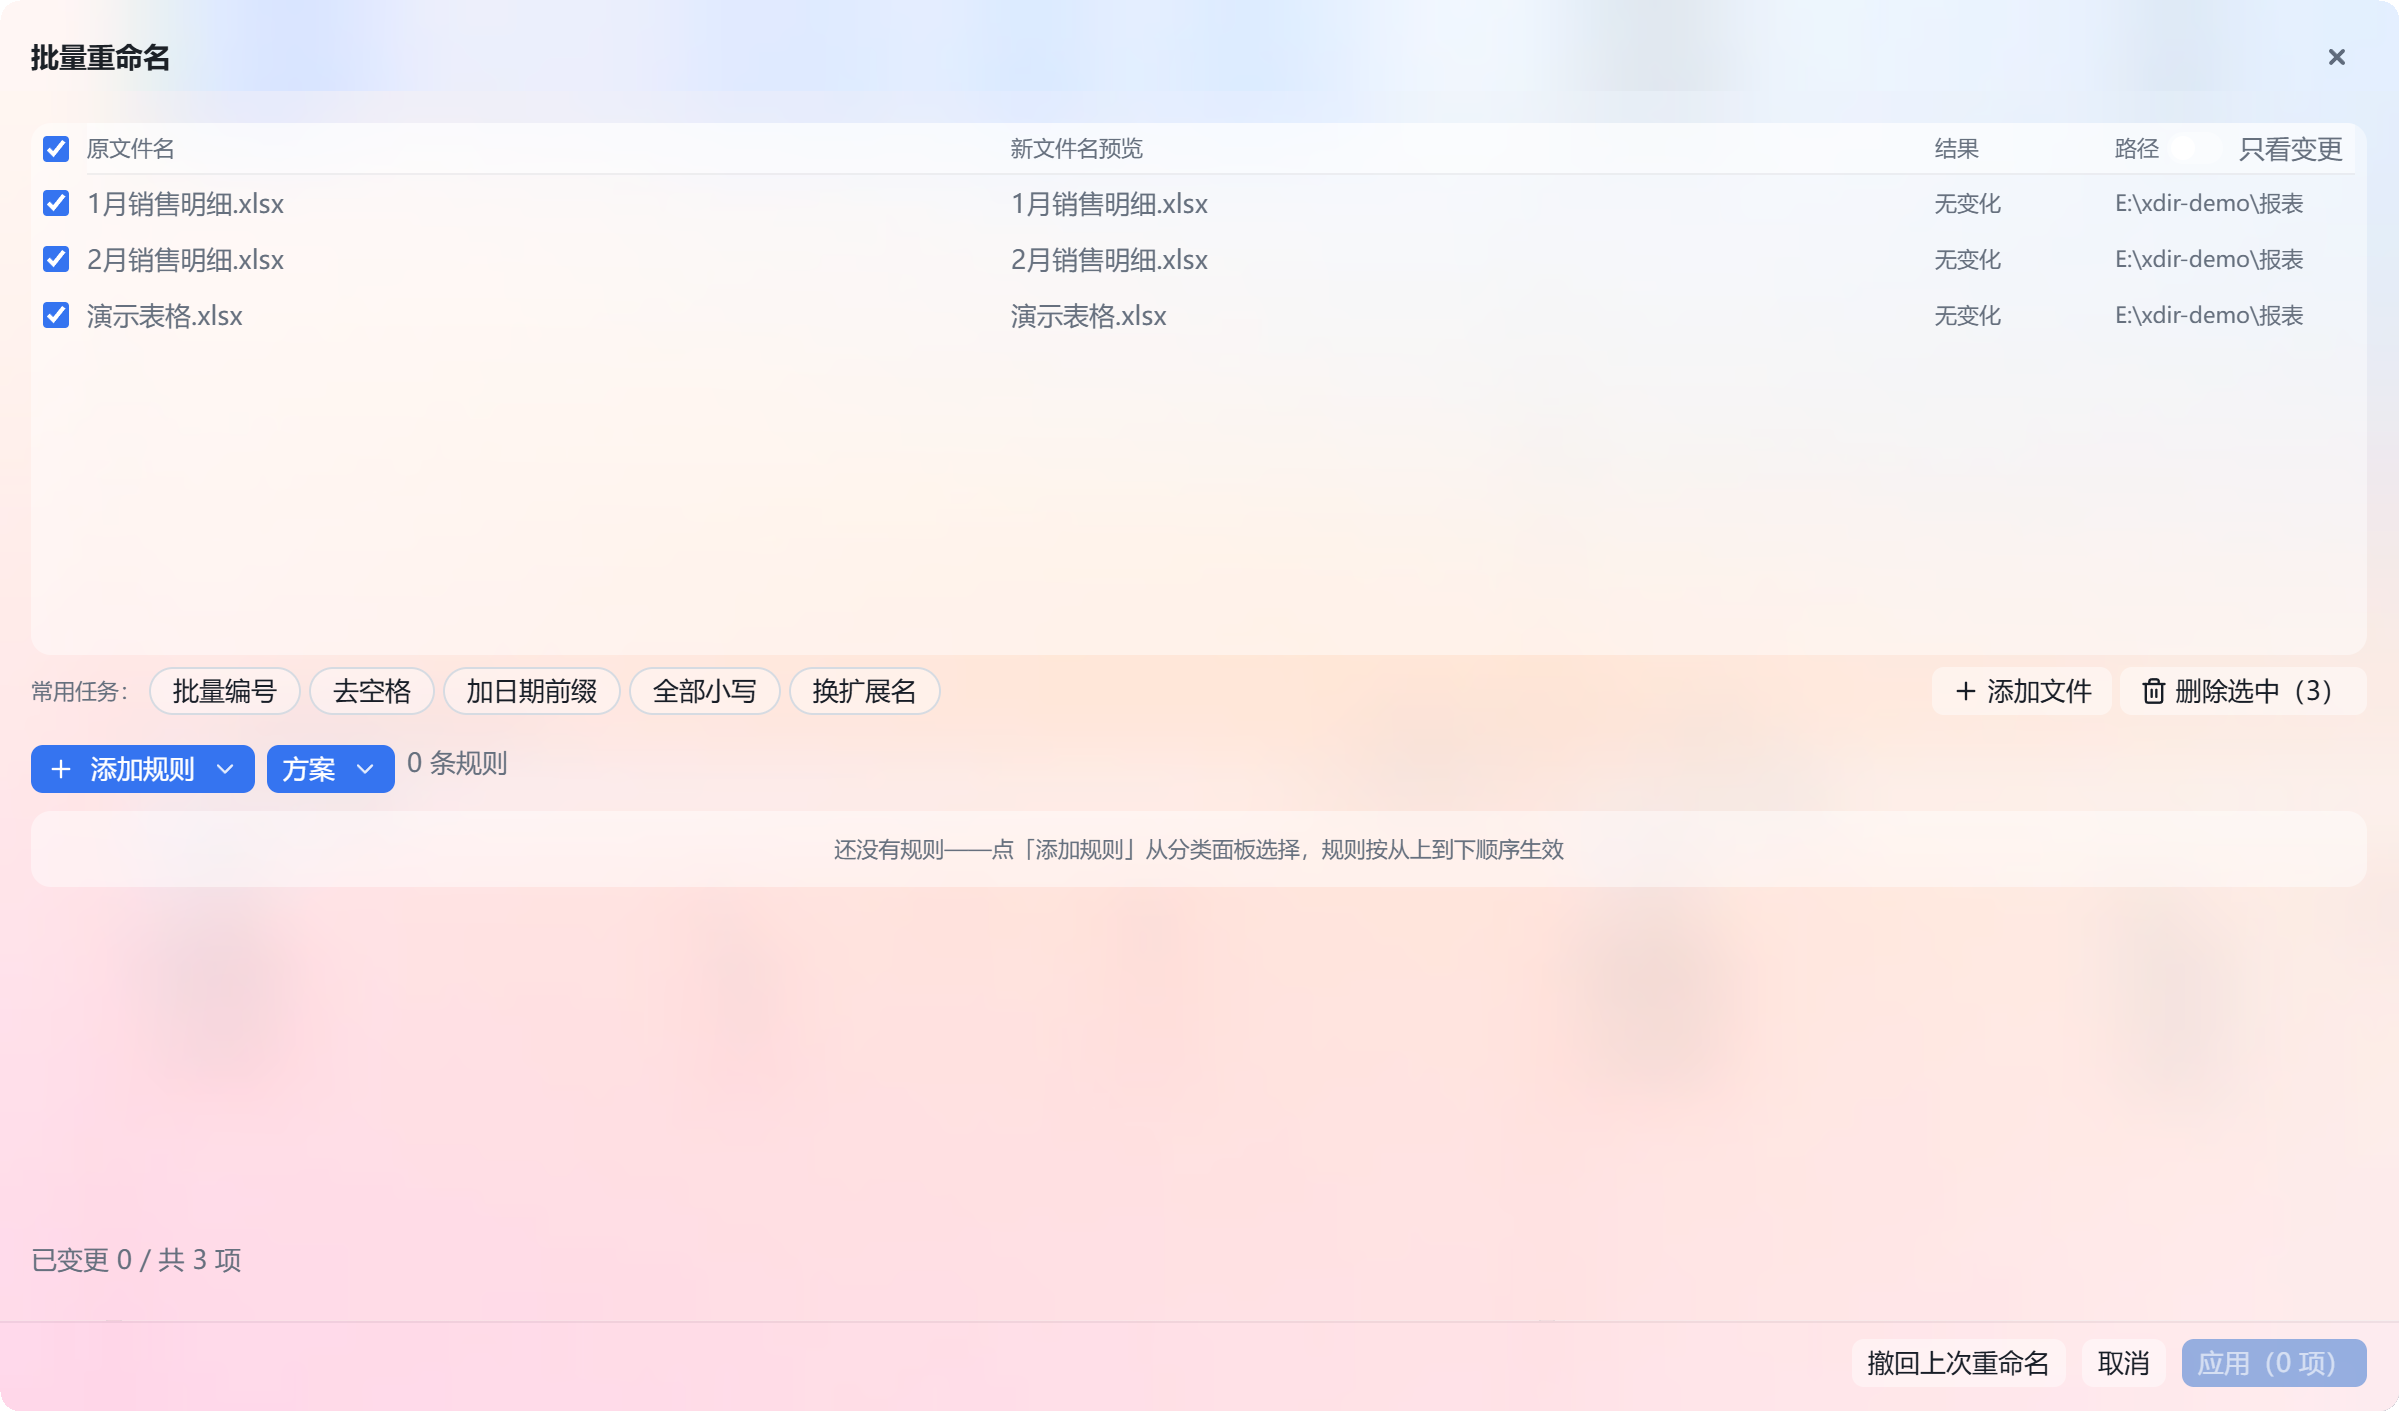 批量重命名
原文件名 新文件名预览 结果 路径 只看变更
1月销售明细.xlsx 1月销售明细.xlsx 无变化 E:\xdir-demo\报表
2月销售明细.xlsx 2月销售明细.xlsx 无变化 E:\xdir-demo\报表
演示表格.xlsx 演示表格.xlsx 无变化 E:\xdir-demo\报表
常用任务： 批量编号 去空格 加日期前缀 全部小写 换扩展名 添加文件 删除选中（3）
添加规则 方案 0 条规则
还没有规则——点「添加规则」从分类面板选择，规则按从上到下顺序生效
已变更 0 / 共 3 项
撤回上次重命名 取消 应用（0 项）